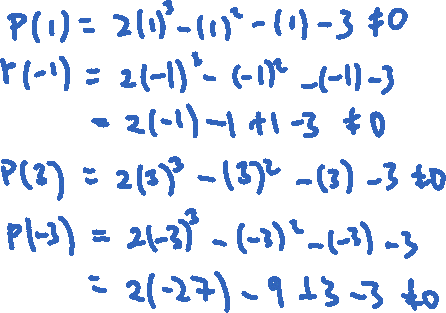 P(1) = 2(1)³ - (1)² - (1) - 3 ≠ 0
P(-1) = 2(-1)³ - (-1)² - (-1) - 3
= 2(-1) - 1 + 1 - 3 ≠ 0
P(3) = 2(3)³ - (3)² - (3) - 3 ≠ 0
P(-3) = 2(-3)³ - (-3)² - (-3) - 3
= 2(-27) - 9 + 3 - 3 ≠ 0